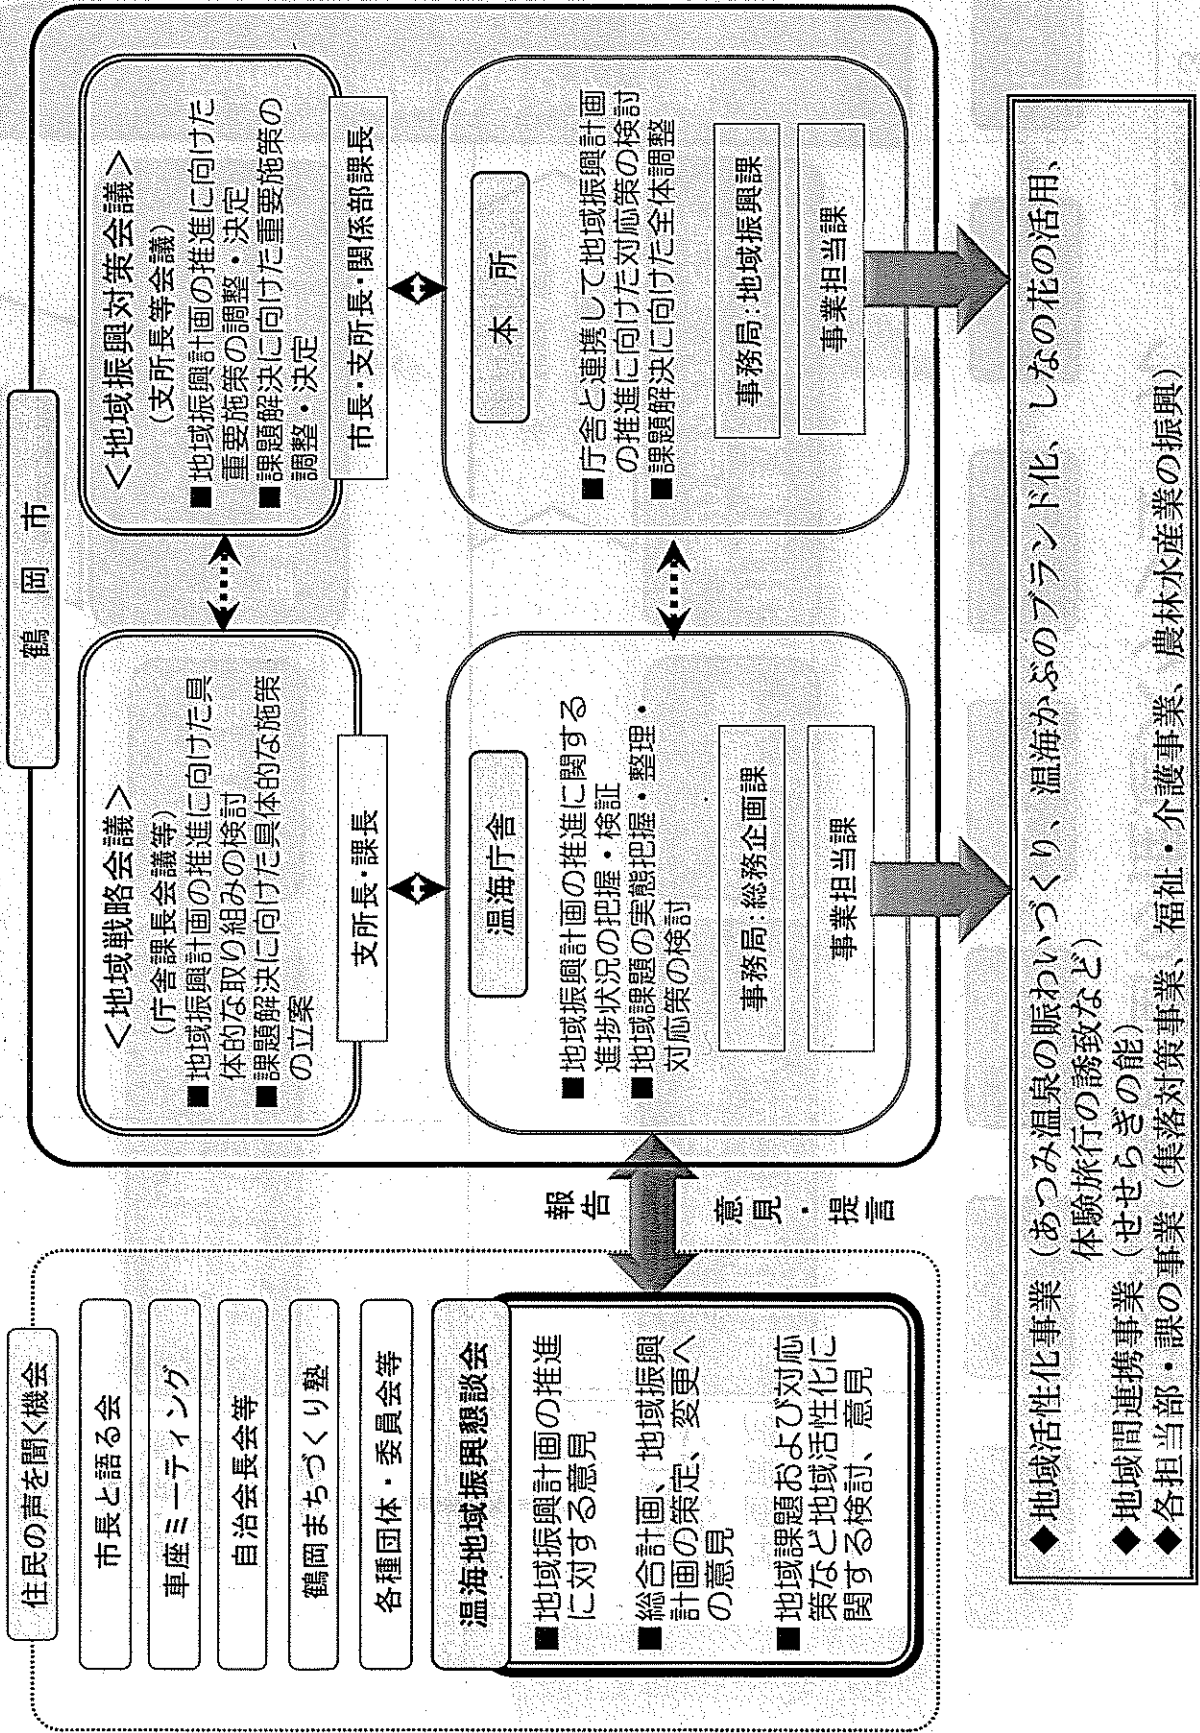 住民の声を聞く機会
市長と語る会
車座ミーティング
自治会長会等
鶴岡まちづくり塾
各種団体・委員会等
温海地域振興懇談会
■地域振興計画の推進
に対する意見
■総合計画、地域振興
計画の策定、変更へ
の意見
■地域課題および対応
策など地域活性化に
関する検討、意見
報告
意見・提言
鶴岡市
＜地域戦略会議＞
(庁舎課長会議等)
■地域振興計画の推進に向けた具
体的な取り組みの検討
■課題解決に向けた具体的な施策
の立案
支所長・課長
＜地域振興対策会議＞
(支所長等会議)
■地域振興計画の推進に向けた
重要施策の調整・決定
■課題解決に向けた重要施策の
調整・決定
市長・支所長・関係部課長
温海庁舎
■地域振興計画の推進に関する
進捗状況の把握・検証
■地域課題の実態把握・整理・
対応策の検討
事務局:総務企画課
事業担当課
本所
■庁舎と連携して地域振興計画
の推進に向けた対応策の検討
■課題解決に向けた全体調整
事務局:地域振興課
事業担当課
◆地域活性化事業（あつみ温泉の賑わいづくり、温海かぶのブランド化、しなの花の活用、
体験旅行の誘致など）
◆地域間連携事業（せせらぎの能）
◆各担当部・課の事業（集落対策事業、福祉・介護事業、農林水産業の振興）